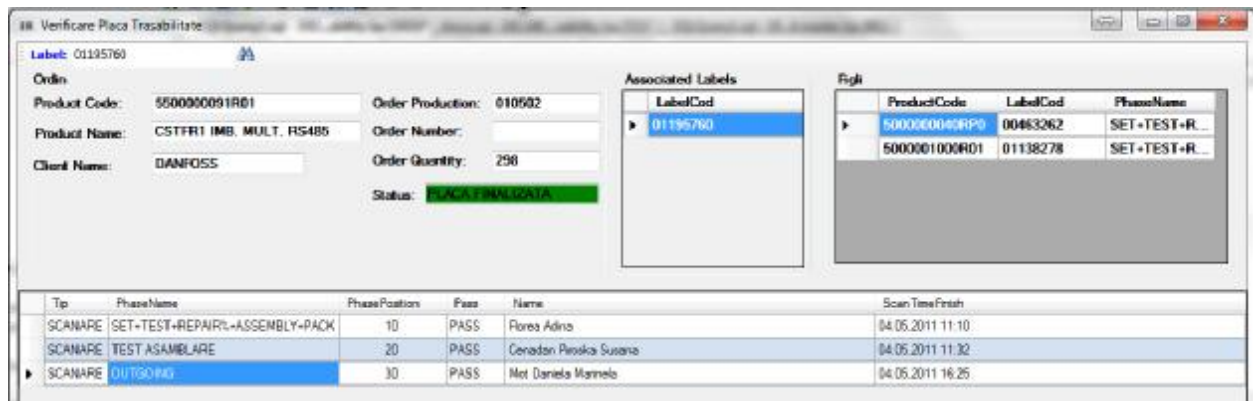 Verificare Placa Trasabilitate
Label: 01195760
Ordin
Product Code: 5500000091R01
Product Name: CSTFR1 IMB. MULT. RS485
Client Name: DANFOSS
Order Production: 010502
Order Number:
Order Quantity: 298
Status: PLACA FINALIZATA
Associated Labels
LabelCod
01195760
Figli
ProductCode LabelCod PhaseName
5000000040RP0 00463262 SET+TEST+R...
5000001000R01 01138278 SET+TEST+R...
Tip PhaseName PhasePosition Pass Name Scan Time Finish
SCANARE SET+TEST+REPAIR%+ASSEMBLY+PACK 10 PASS Florea Adina 04.05.2011 11:10
SCANARE TEST ASAMBLARE 20 PASS Cenadan Piroska Susana 04.05.2011 11:32
SCANARE OUTGOING 30 PASS Mot Daniela 04.05.2011 16:25